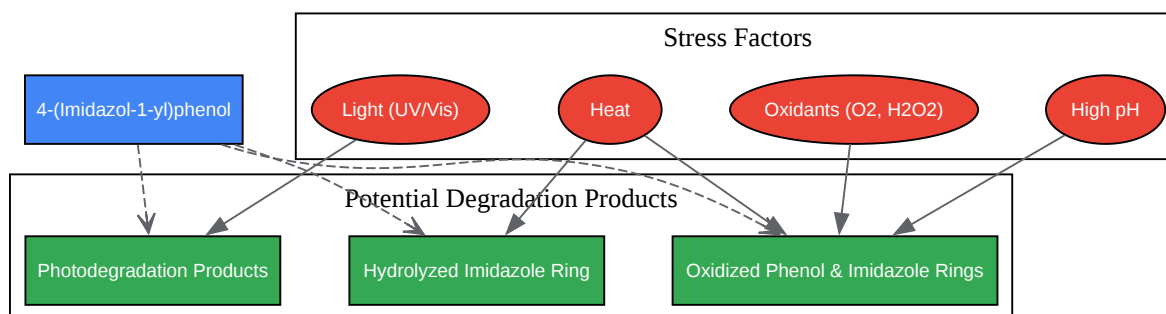 Stress Factors
4-(Imidazol-1-yl)phenol
Light (UV/Vis)
Heat
Oxidants (O2, H2O2)
High pH
Potential Degradation Products
Photodegradation Products
Hydrolyzed Imidazole Ring
Oxidized Phenol & Imidazole Rings